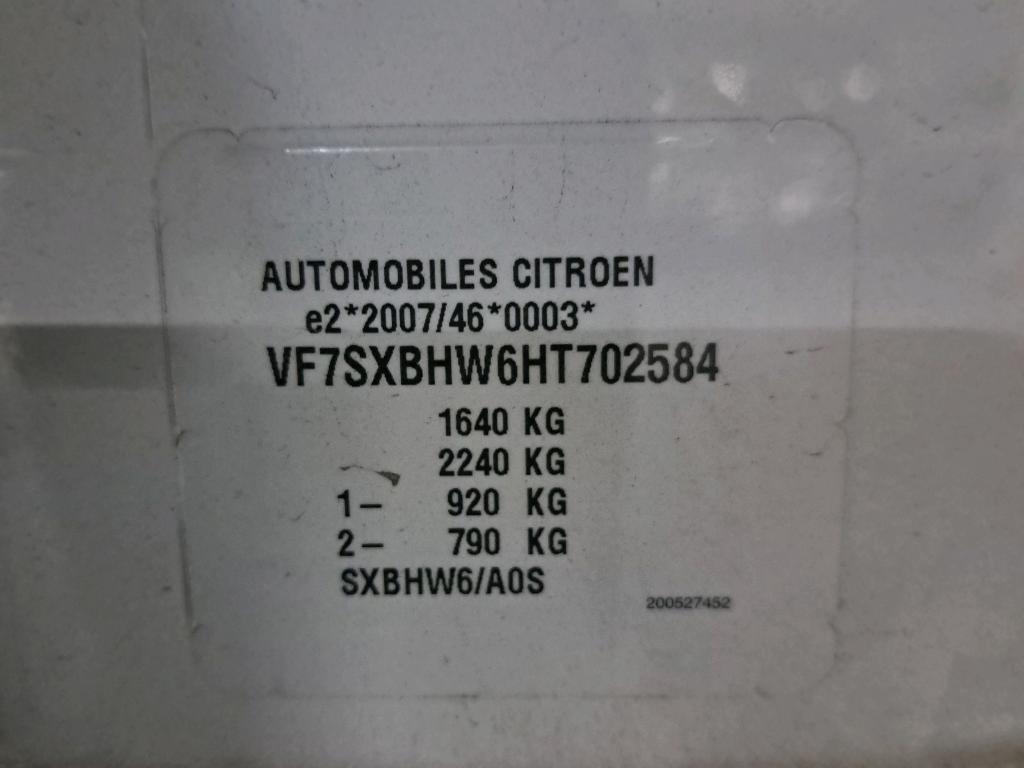 AUTOMOBILES CITROEN
e2*2007/46*0003*
VF7SXBHW6HT702584
1640 KG
2240 KG
1– 920 KG
2– 790 KG
SXBHW6/A0S
200527452